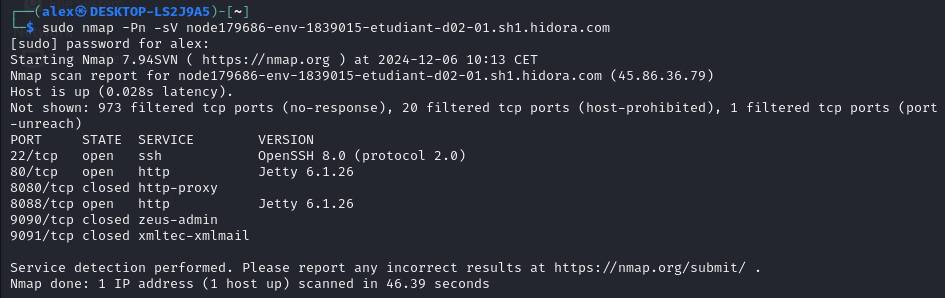 ┌──(alex㉿DESKTOP-LS2J9A5)-[~]
└─$ sudo nmap -Pn -sV node179686-env-1839015-etudiant-d02-01.sh1.hidora.com
[sudo] password for alex:
Starting Nmap 7.94SVN ( https://nmap.org ) at 2024-12-06 10:13 CET
Nmap scan report for node179686-env-1839015-etudiant-d02-01.sh1.hidora.com (45.86.36.79)
Host is up (0.028s latency).
Not shown: 973 filtered tcp ports (no-response), 20 filtered tcp ports (host-prohibited), 1 filtered tcp ports (port
-unreach)
PORT     STATE  SERVICE        VERSION
22/tcp   open   ssh            OpenSSH 8.0 (protocol 2.0)
80/tcp   open   http           Jetty 6.1.26
8080/tcp closed http-proxy
8088/tcp open   http           Jetty 6.1.26
9090/tcp closed zeus-admin
9091/tcp closed xmltec-xmlmail
Service detection performed. Please report any incorrect results at https://nmap.org/submit/ .
Nmap done: 1 IP address (1 host up) scanned in 46.39 seconds